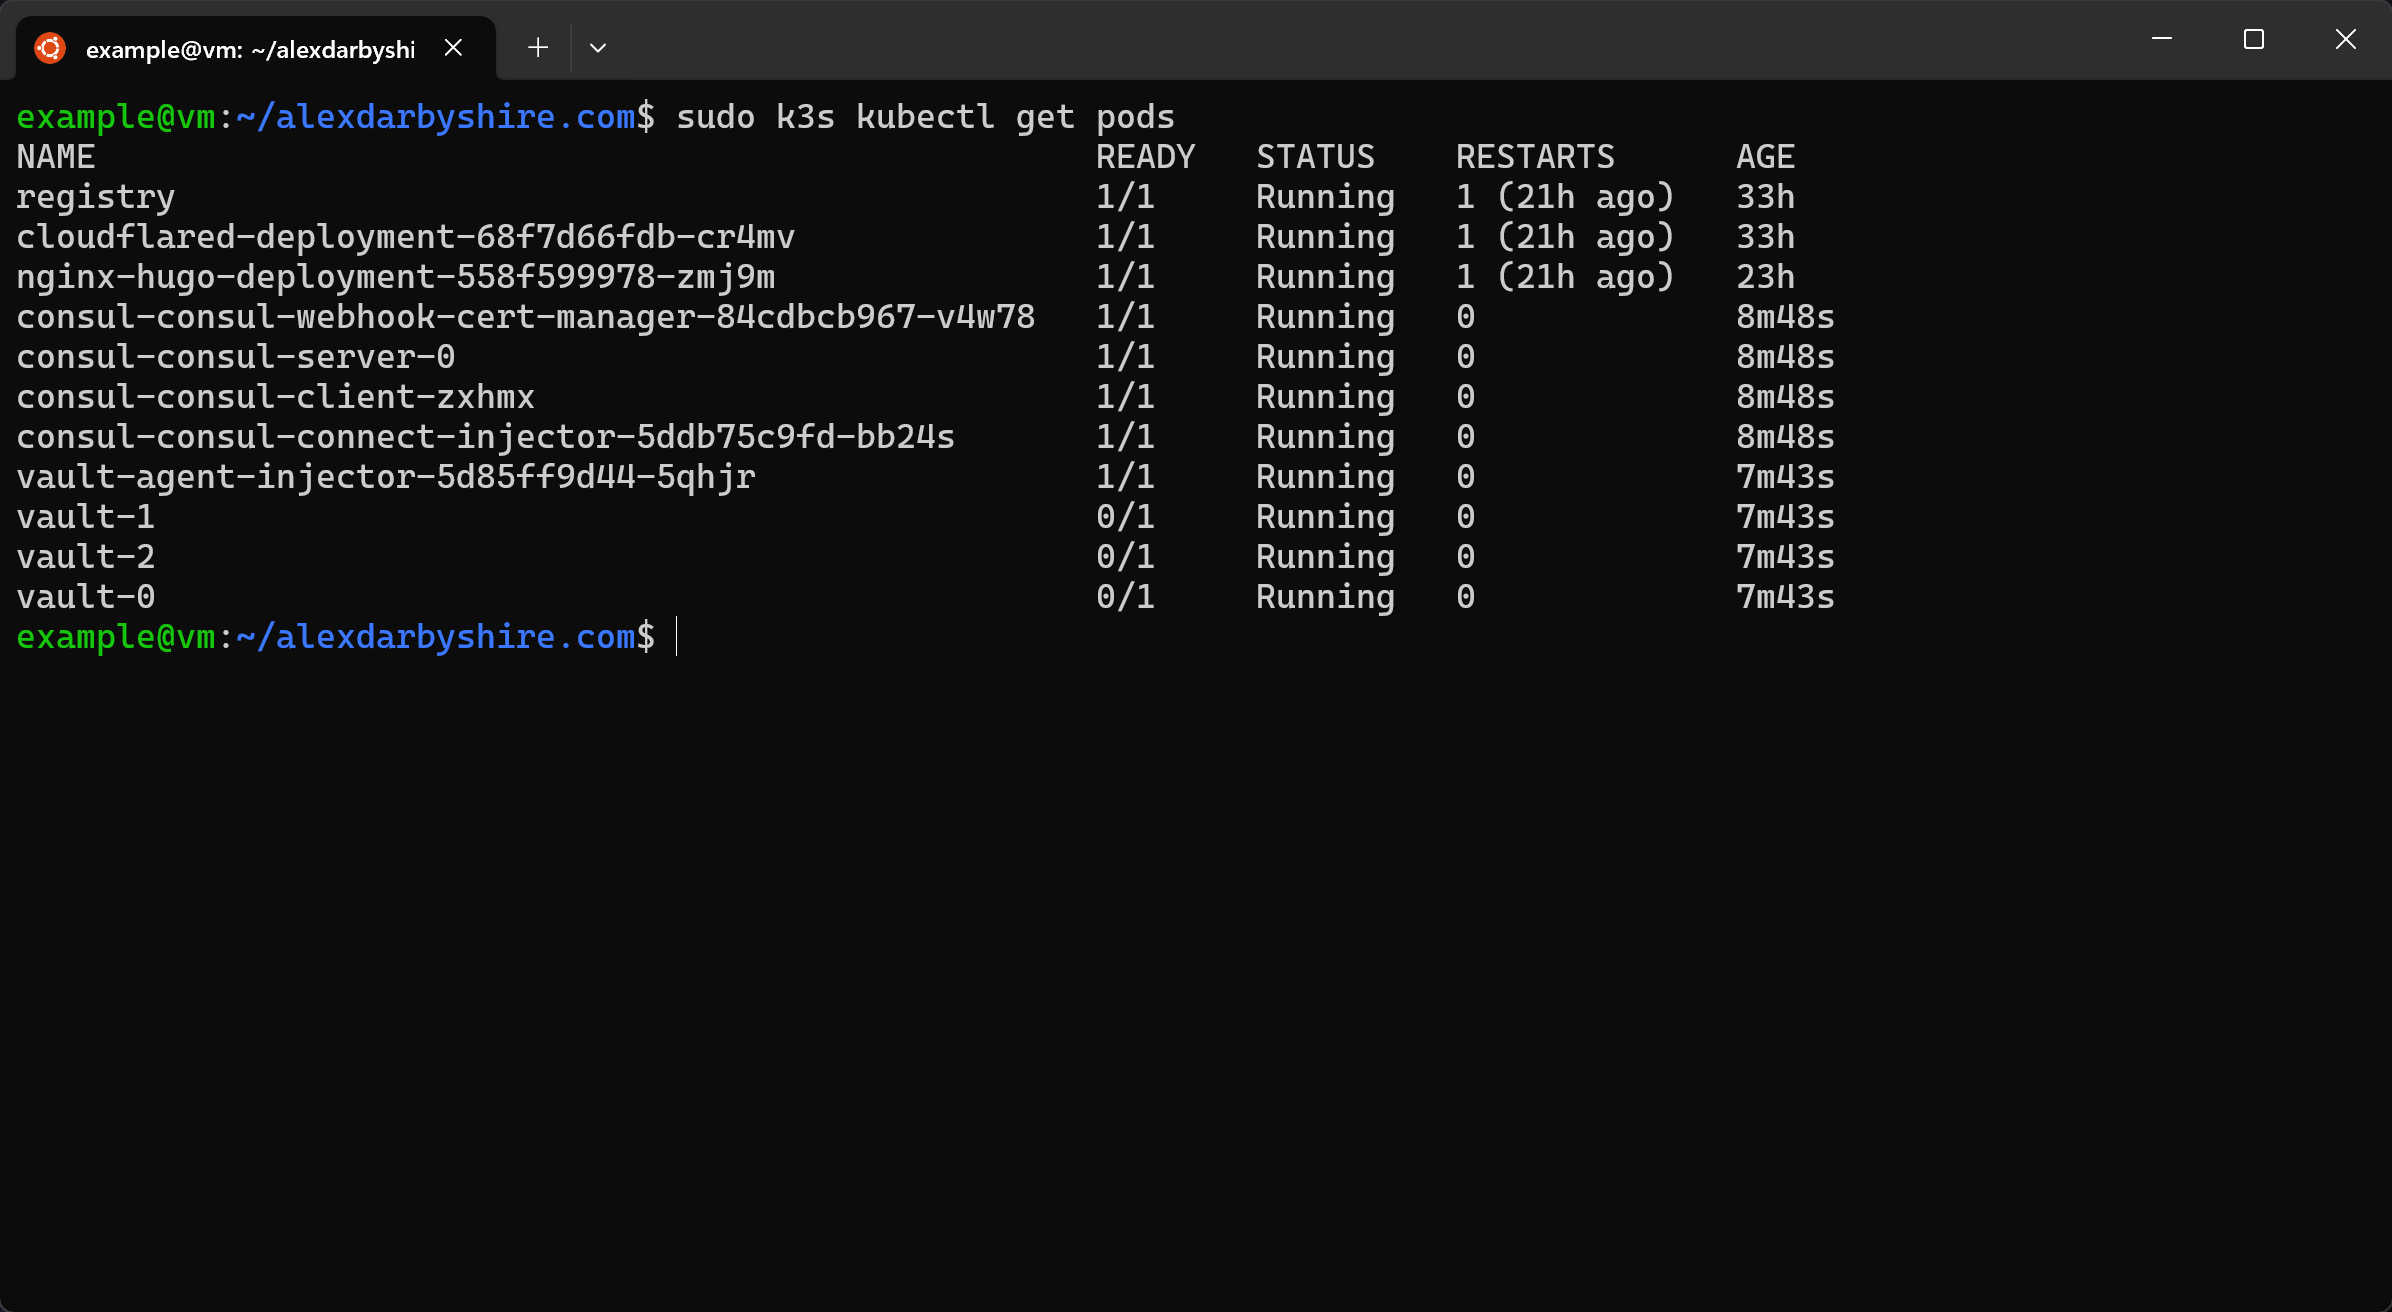 example@vm: ~/alexdarbyshi
example@vm:~/alexdarbyshire.com$ sudo k3s kubectl get pods
NAME READY STATUS RESTARTS AGE
registry 1/1 Running 1 (21h ago) 33h
cloudflared-deployment-68f7d66fdb-cr4mv 1/1 Running 1 (21h ago) 33h
nginx-hugo-deployment-558f599978-zmj9m 1/1 Running 1 (21h ago) 23h
consul-consul-webhook-cert-manager-84cdbcb967-v4w78 1/1 Running 0 8m48s
consul-consul-server-0 1/1 Running 0 8m48s
consul-consul-client-zxhmx 1/1 Running 0 8m48s
consul-consul-connect-injector-5ddb75c9fd-bb24s 1/1 Running 0 8m48s
vault-agent-injector-5d85ff9d44-5qhjr 1/1 Running 0 7m43s
vault-1 0/1 Running 0 7m43s
vault-2 0/1 Running 0 7m43s
vault-0 0/1 Running 0 7m43s
example@vm:~/alexdarbyshire.com$